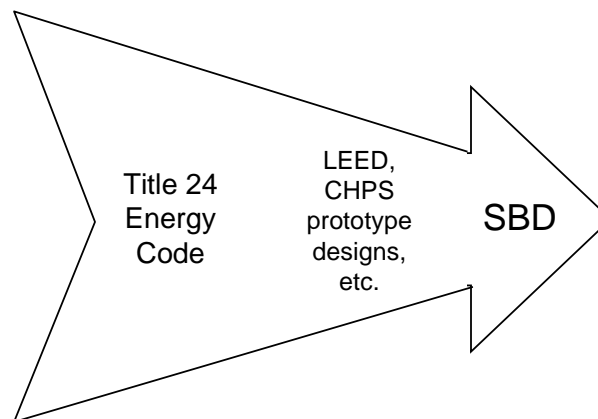 Title 24
Energy
Code
LEED,
CHPS
prototype
designs,
etc.
SBD